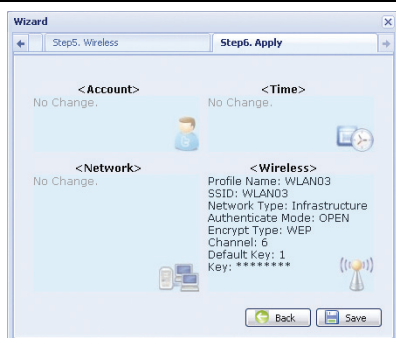 Wizard
Step5. Wireless
Step6. Apply
<Account>
No Change.
<Time>
No Change.
<Network>
No Change.
<Wireless>
Profile Name: WLAN03
SSID: WLAN03
Network Type: Infrastructure
Authenticate Mode: OPEN
Encrypt Type: WEP
Channel: 6
Default Key: 1
Key: ********
Back
Save